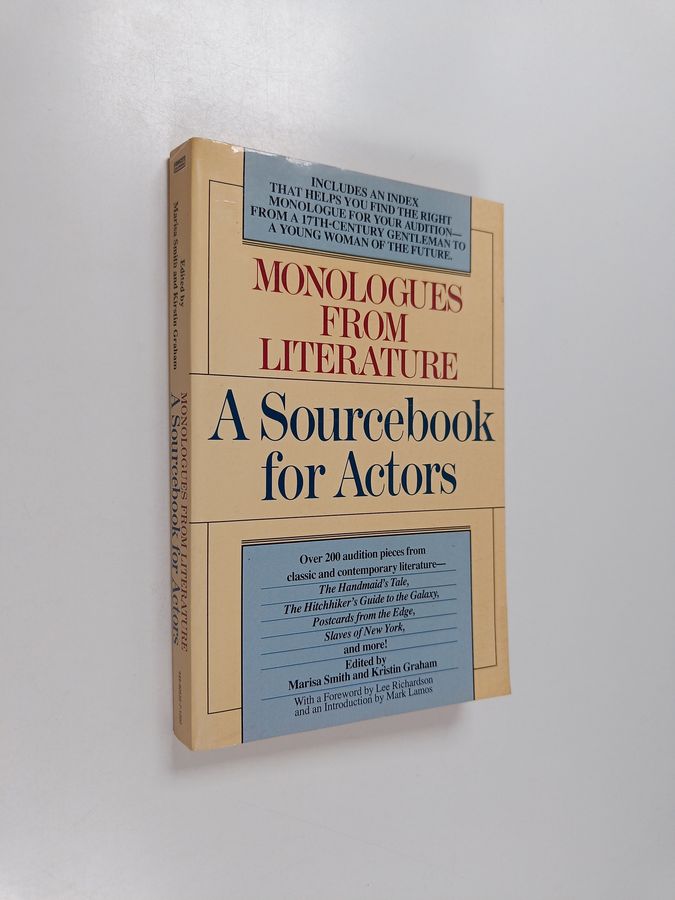 INCLUDES AN INDEX
THAT HELPS YOU FIND THE RIGHT
MONOLOGUE FOR YOUR AUDITION—
FROM A 17TH-CENTURY GENTLEMAN TO
A YOUNG WOMAN OF THE FUTURE.
MONOLOGUES
FROM
LITERATURE
A Sourcebook
for Actors
Over 200 audition pieces from
classic and contemporary literature—
The Handmaid's Tale,
The Hitchhiker's Guide to the Galaxy,
Postcards from the Edge,
Slaves of New York,
and more!
Edited by
Marisa Smith and Kristin Graham
With a Foreword by Lee Richardson
and an Introduction by Mark Lamos
Edited by
Marisa Smith and Kristin Graham
MONOLOGUES FROM LITERATURE
A Sourcebook for Actors